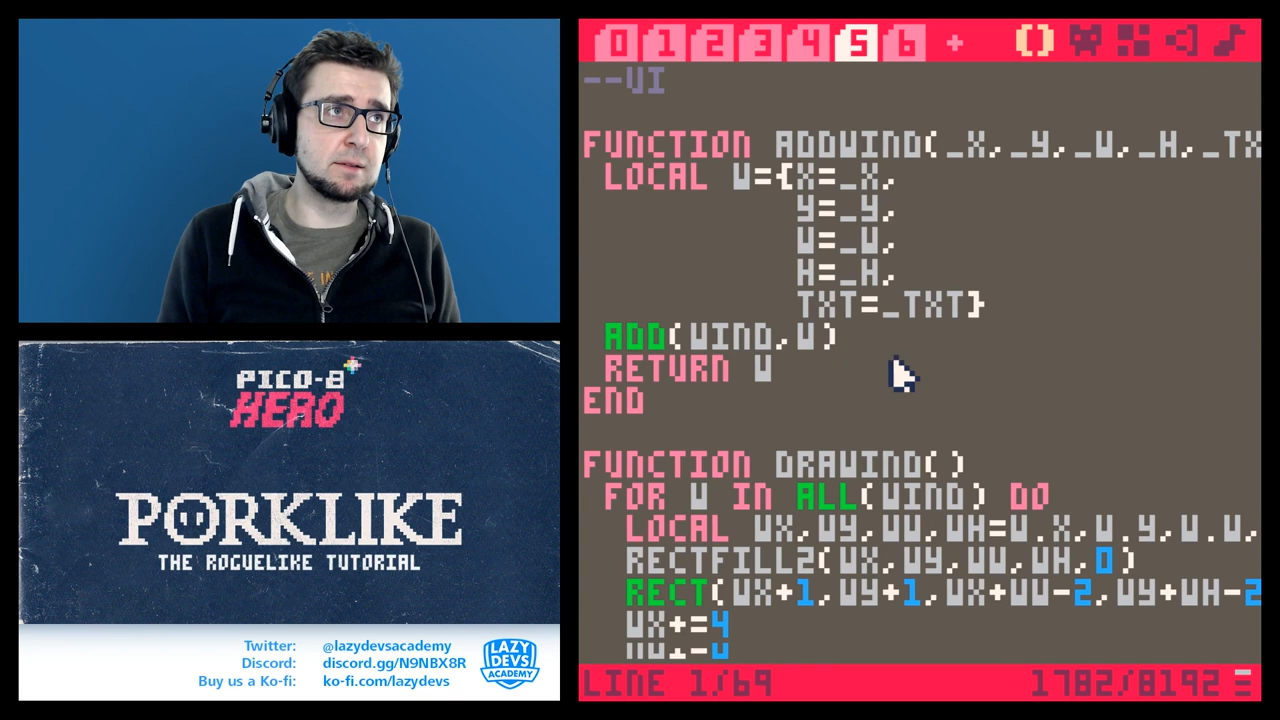 PICO-8
HERO
PORKLIKE
THE ROGUELIKE TUTORIAL
Twitter: @lazydevsacademy
Discord: discord.gg/N9NBX8R
Buy us a Ko-fi: ko-fi.com/lazydevs
LAZY
DEVS
ACADEMY
0 1 2 3 4 5 6 +
--UI
FUNCTION ADDWIND(_X,_Y,_W,_H,_TX
LOCAL W={X=_X,
Y=_Y,
W=_W,
H=_H,
TXT=_TXT}
ADD(WIND,W)
RETURN W
END
FUNCTION DRAWIND()
FOR W IN ALL(WIND) DO
LOCAL WX,WY,WW,WH=W.X,W.Y,W.W,
RECTFILL2(WX,WY,WW,WH,0)
RECT(WX+1,WY+1,WX+WW-2,WY+WH-2
WX+=4
LINE 1/69
1782/8192